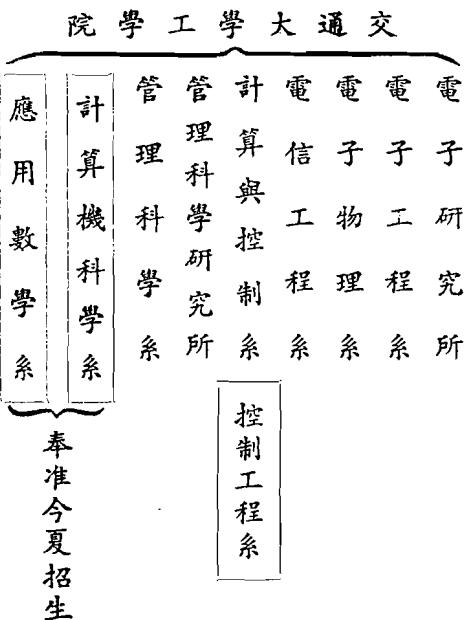 交通大學工學院
電子研究所
電子工程系
電子物理系
電信工程系
計算與控制系
控制工程系
管理科學研究所
管理科學系
計算機科學系
應用數學系
奉准今夏招生